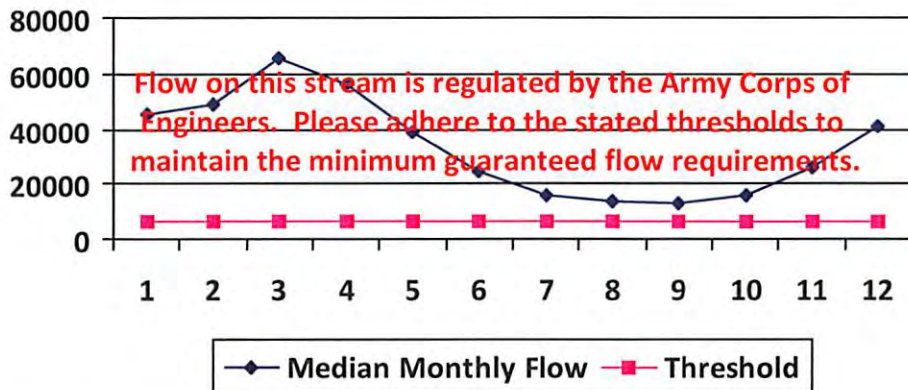 80000
60000
40000
20000
0
Flow on this stream is regulated by the Army Corps of
Engineers. Please adhere to the stated thresholds to
maintain the minimum guaranteed flow requirements.
1 2 3 4 5 6 7 8 9 10 11 12
Median Monthly Flow Threshold